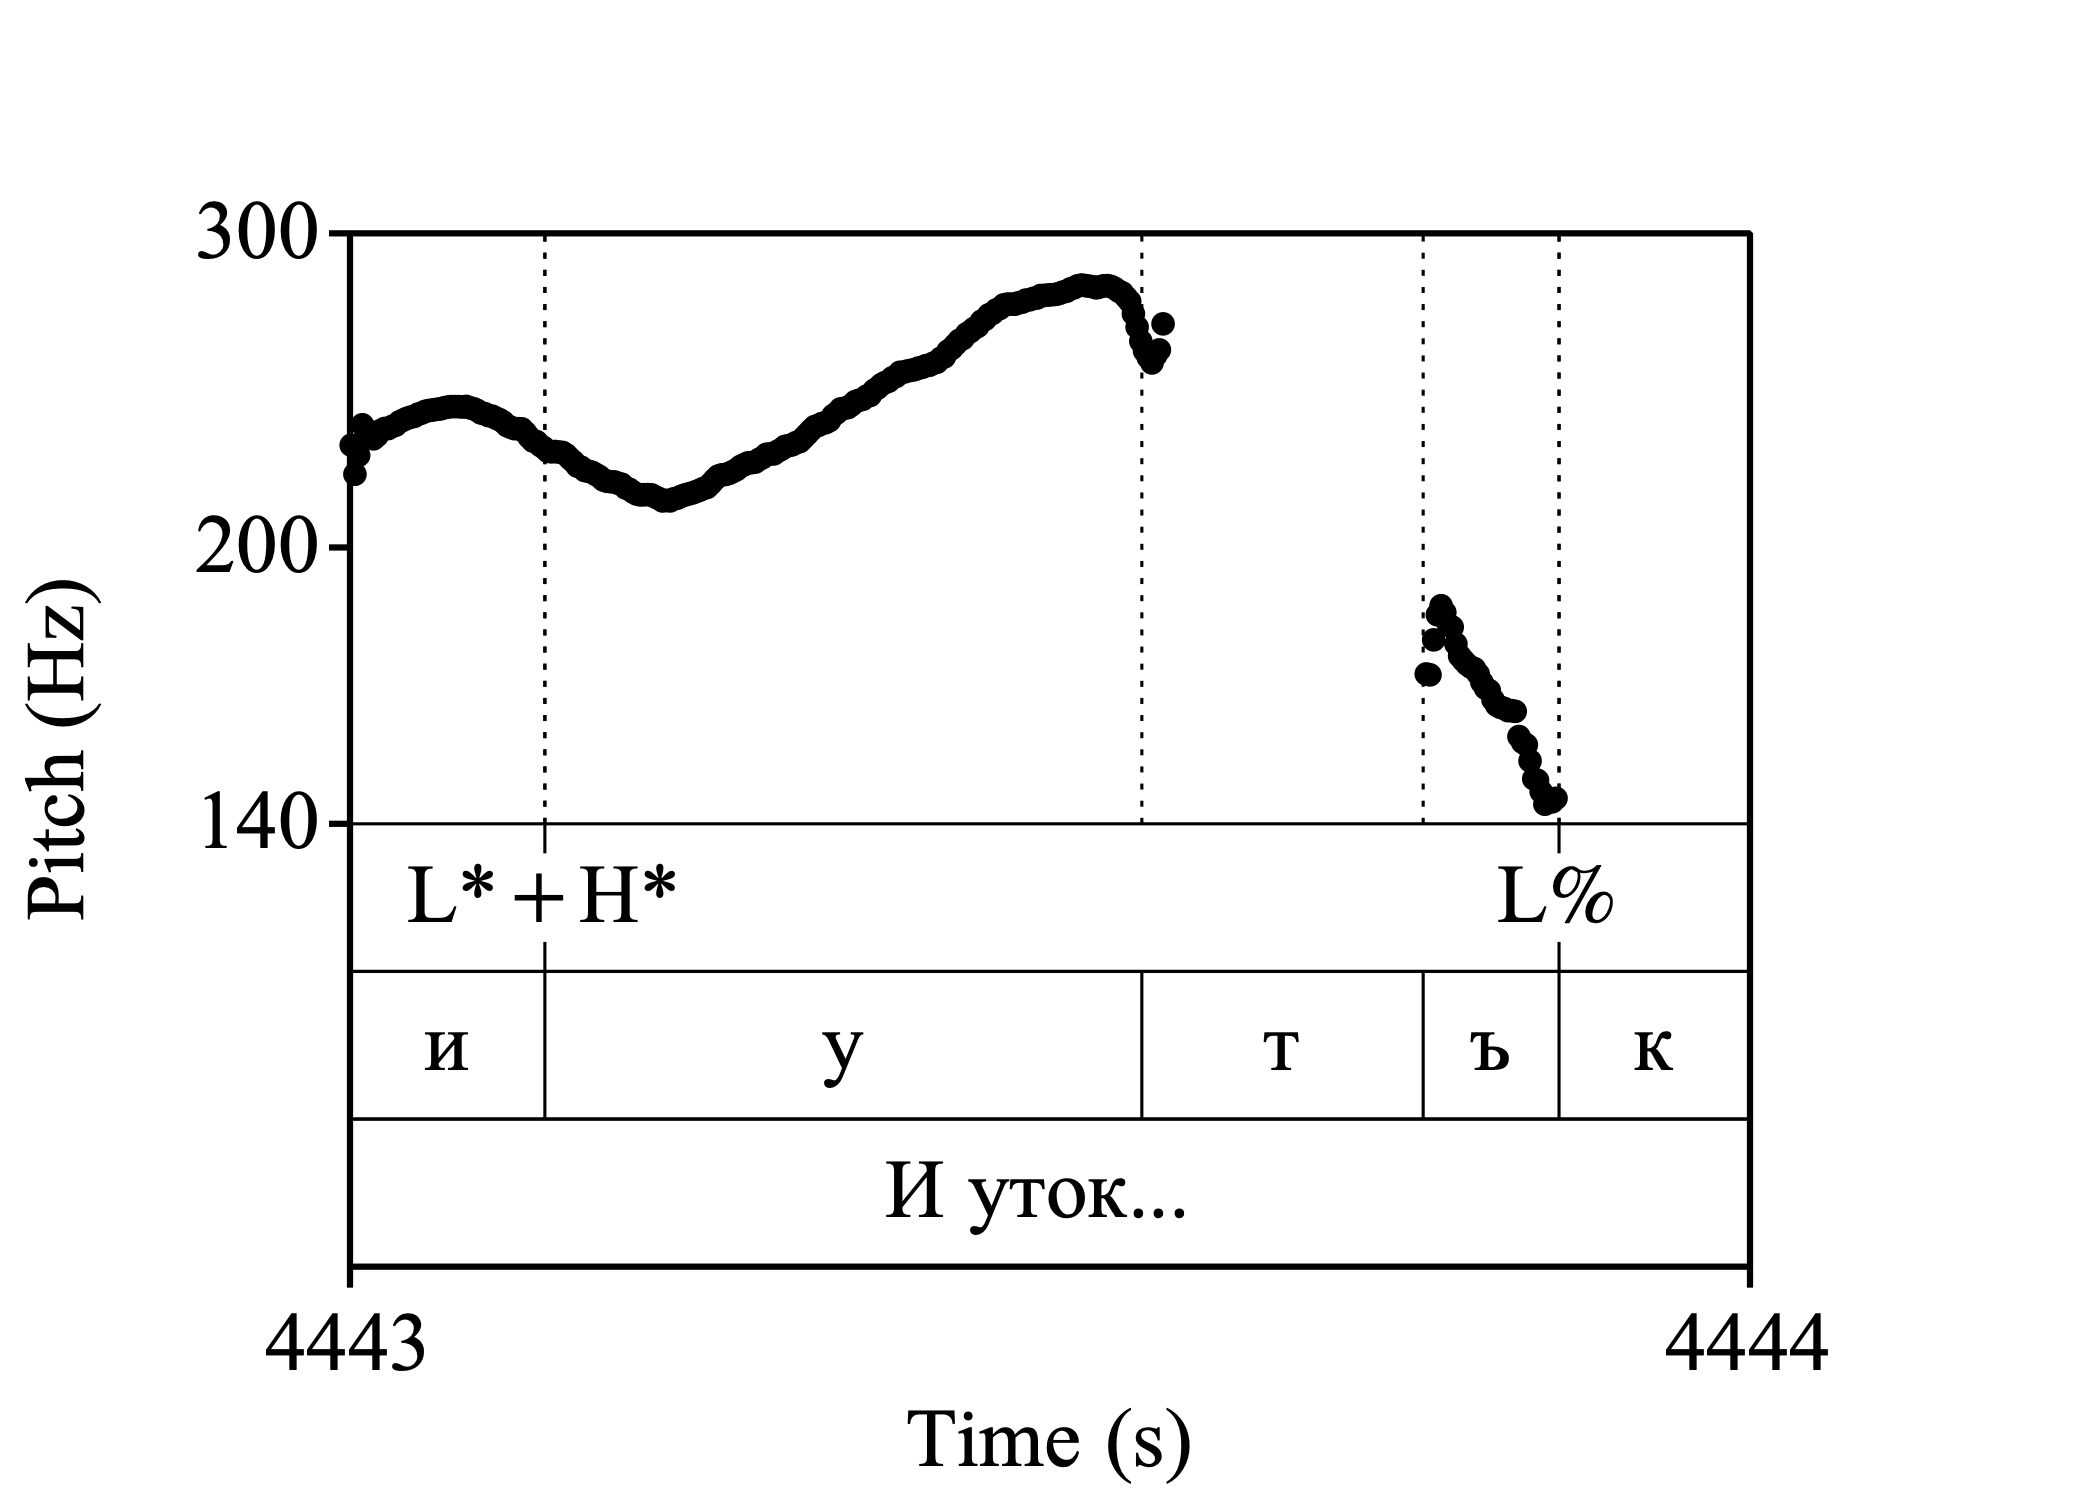 300
200
140
Pitch (Hz)
L*+H* L%
и у т ъ к
И уток...
4443 4444
Time (s)